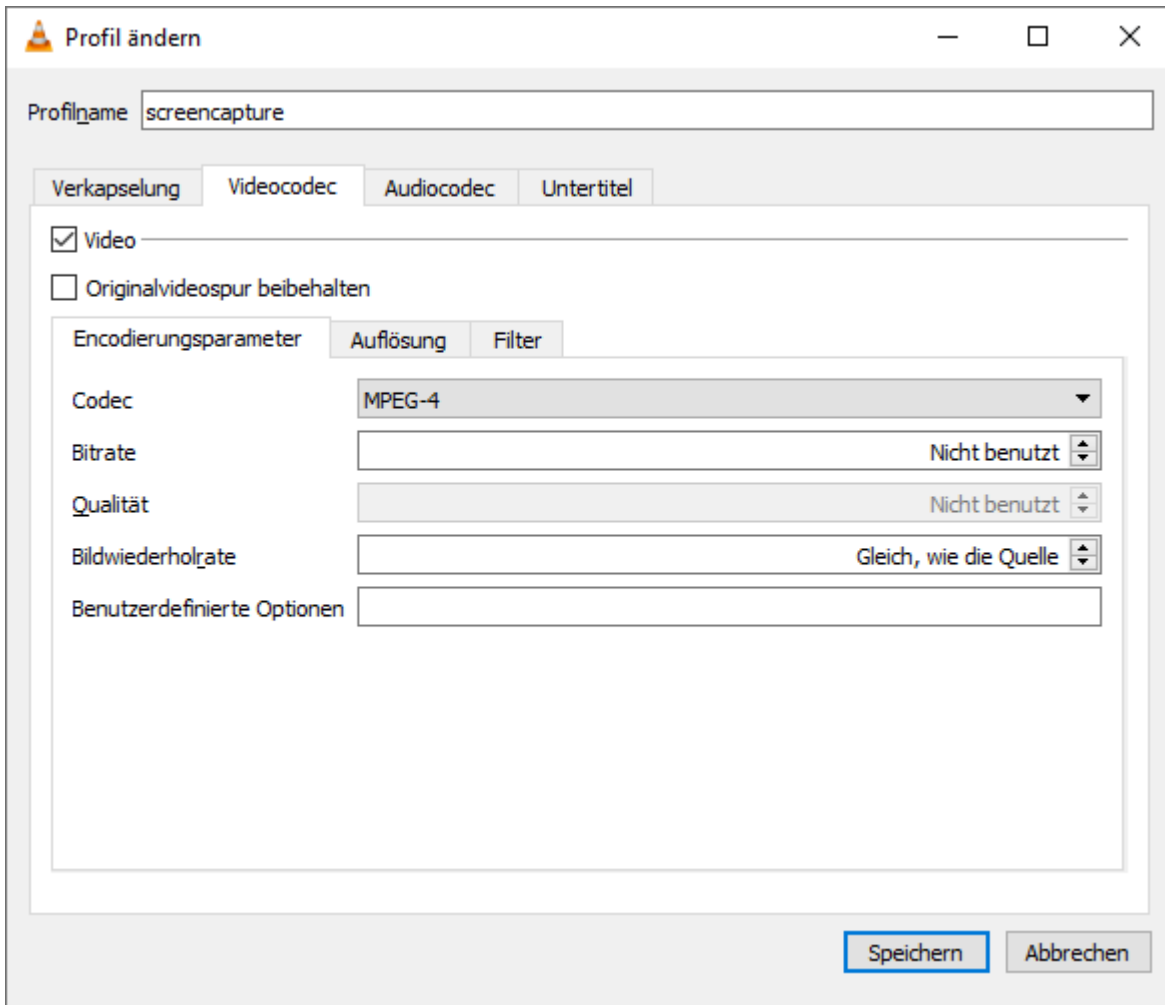 Profil ändern
Profilname screencapture
Verkapselung Videocodec Audiocodec Untertitel
Video
Originalvideospur beibehalten
Encodierungsparameter Auflösung Filter
Codec MPEG-4
Bitrate Nicht benutzt
Qualität Nicht benutzt
Bildwiederholrate Gleich, wie die Quelle
Benutzerdefinierte Optionen
Speichern Abbrechen